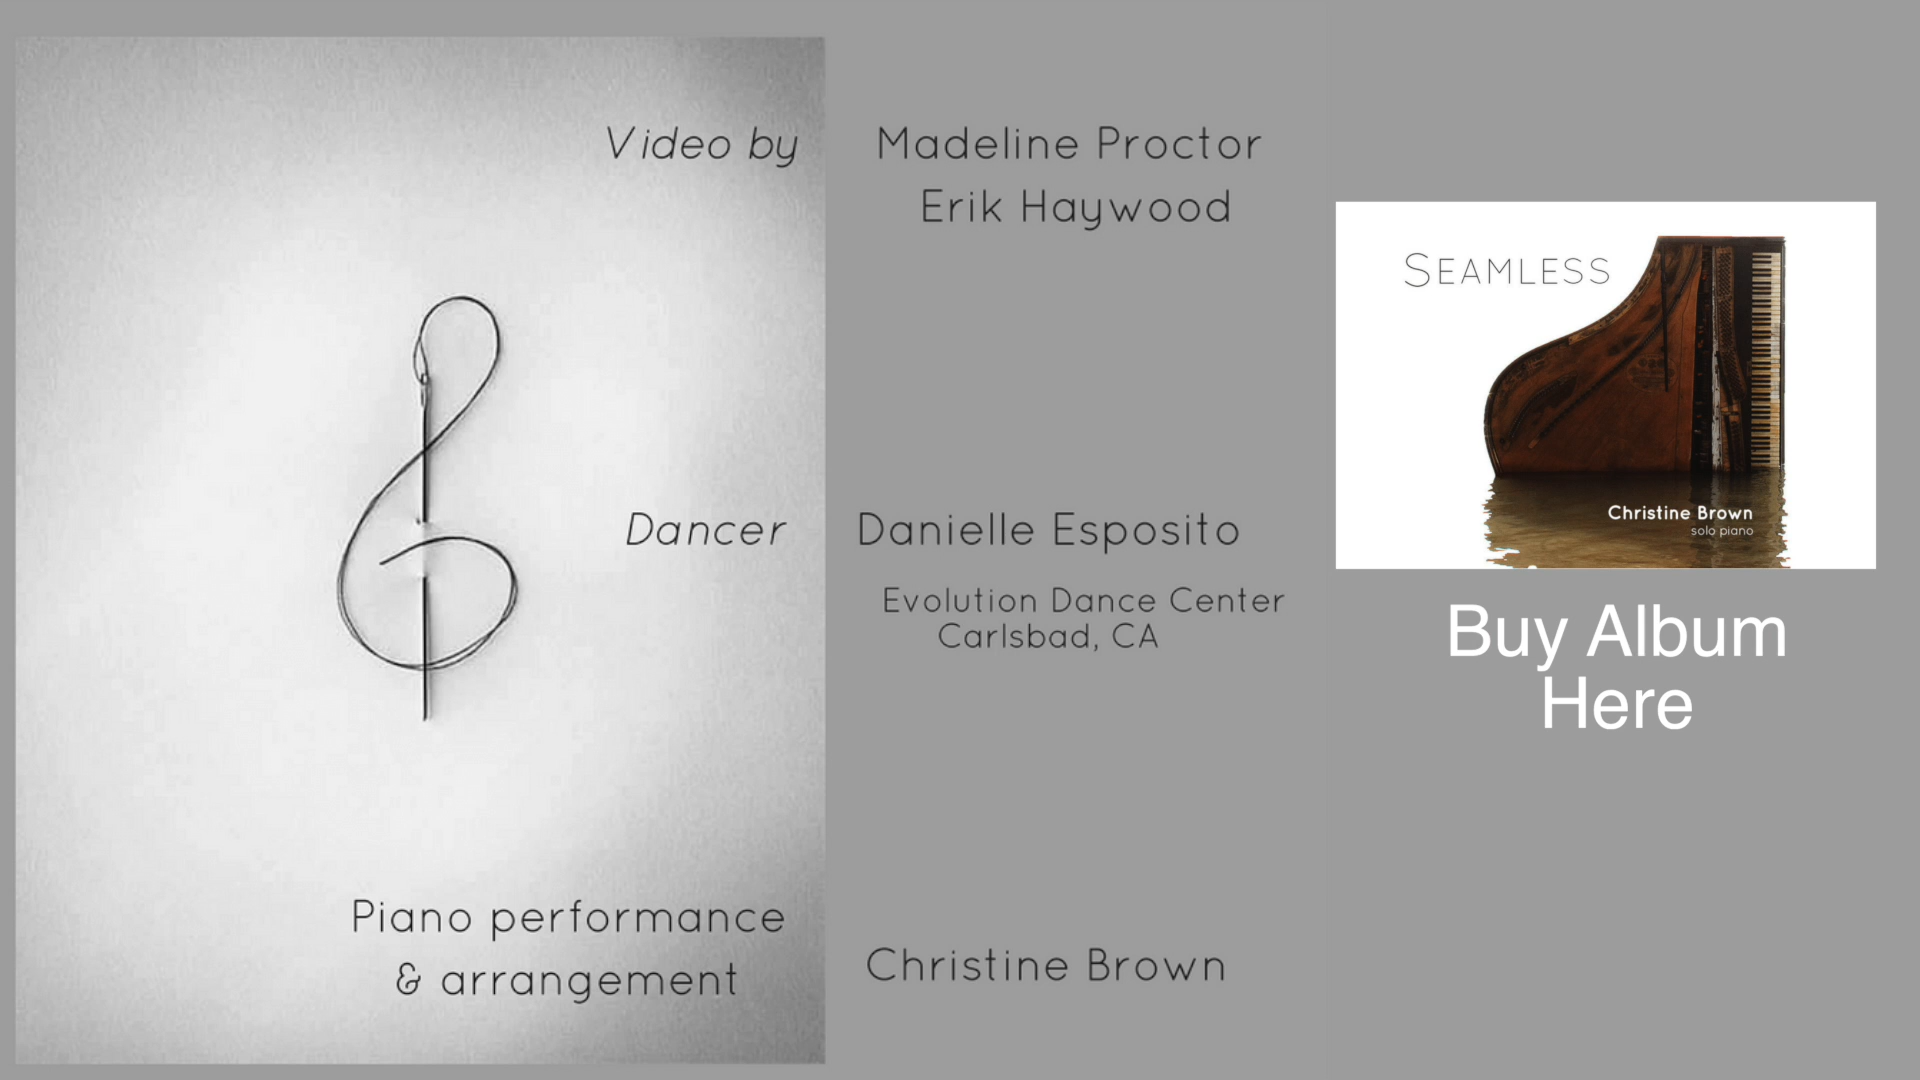 Video by Madeline Proctor
Erik Haywood
Dancer Danielle Esposito
Evolution Dance Center
Carlsbad, CA
Piano performance
& arrangement
Christine Brown
SEAMLESS
Christine Brown
solo piano
Buy Album
Here